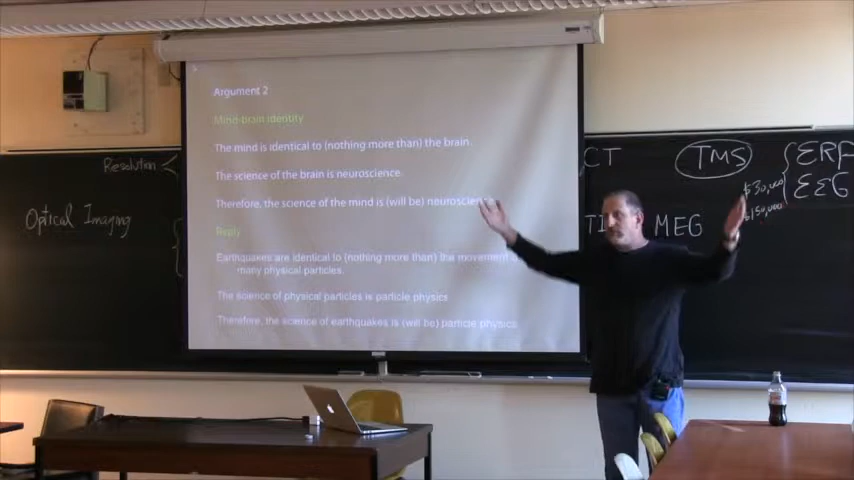 Argument 2
Mind-brain identity
The mind is identical to (nothing more than) the brain.
The science of the brain is neuroscience.
Therefore, the science of the mind is (will be) neuroscience.
Reply
Earthquakes are identical to (nothing more than) the movement of
many physical particles.
The science of physical particles is particle physics
Therefore, the science of earthquakes is (will be) particle physics.
Resolution
Optical Imaging
CT
TMS
ERP
EEG
$30,000
$150,000
MEG